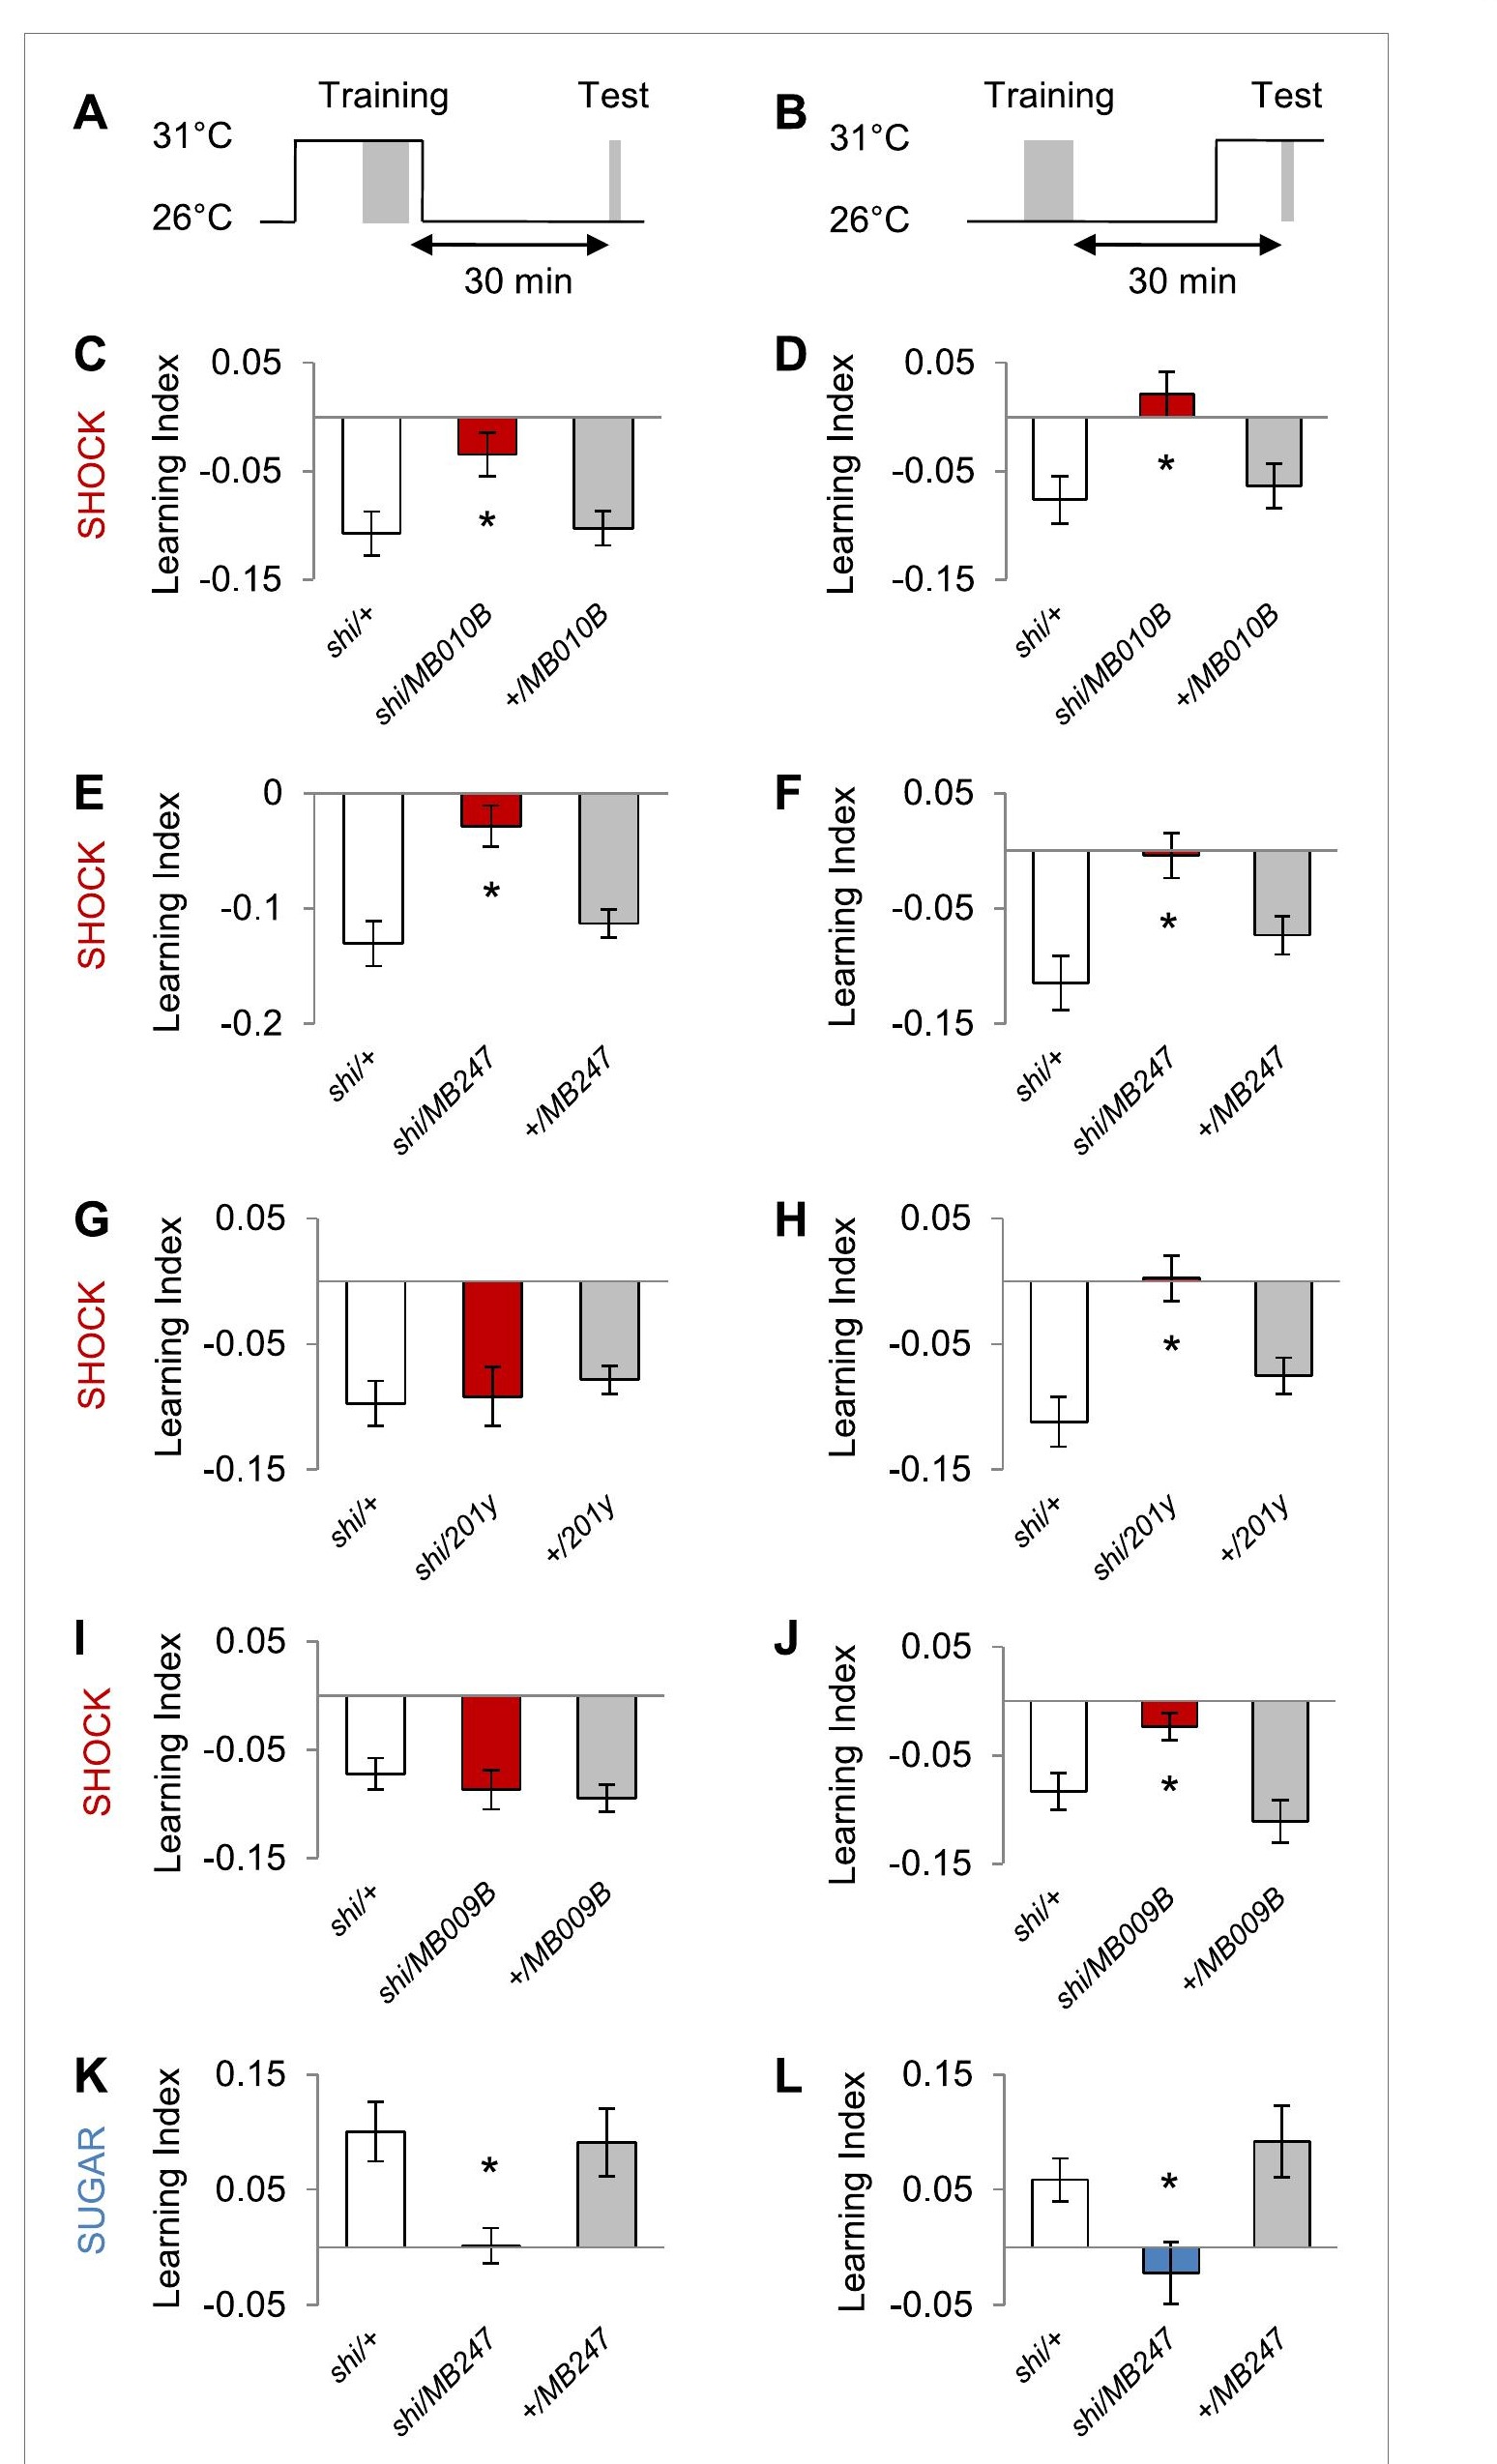 A
Training Test
31°C
26°C
30 min
B
Training Test
31°C
26°C
30 min
C
SHOCK
Learning Index
0.05
-0.05
-0.15
*
shi/+
shi/MB010B
+/MB010B
D
Learning Index
0.05
-0.05
-0.15
*
shi/+
shi/MB010B
+/MB010B
E
SHOCK
Learning Index
0
-0.1
-0.2
*
shi/+
shi/MB247
+/MB247
F
Learning Index
0.05
-0.05
-0.15
*
shi/+
shi/MB247
+/MB247
G
SHOCK
Learning Index
0.05
-0.05
-0.15
shi/+
shi/201y
+/201y
H
Learning Index
0.05
-0.05
-0.15
*
shi/+
shi/201y
+/201y
I
SHOCK
Learning Index
0.05
-0.05
-0.15
shi/+
shi/MB009B
+/MB009B
J
Learning Index
0.05
-0.05
-0.15
*
shi/+
shi/MB009B
+/MB009B
K
SUGAR
Learning Index
0.15
0.05
-0.05
*
shi/+
shi/MB247
+/MB247
L
Learning Index
0.15
0.05
-0.05
*
shi/+
shi/MB247
+/MB247